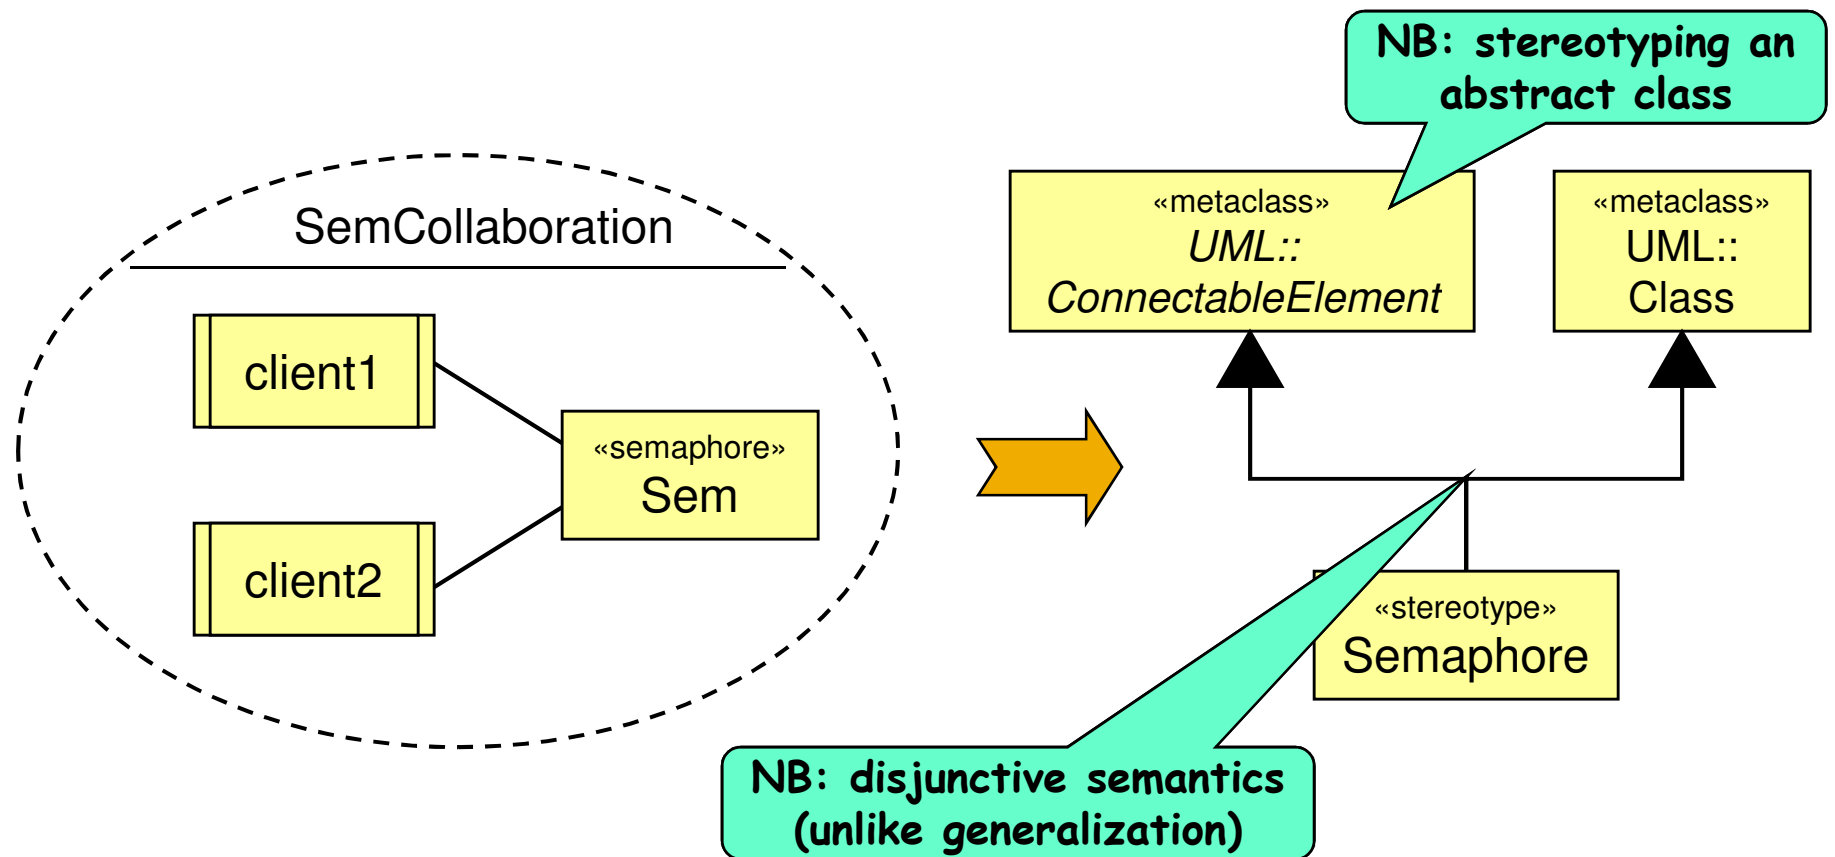 NB: stereotyping an
abstract class
SemCollaboration
client1
client2
«semaphore»
Sem
«metaclass»
UML::
ConnectableElement
«metaclass»
UML::
Class
«stereotype»
Semaphore
NB: disjunctive semantics
(unlike generalization)